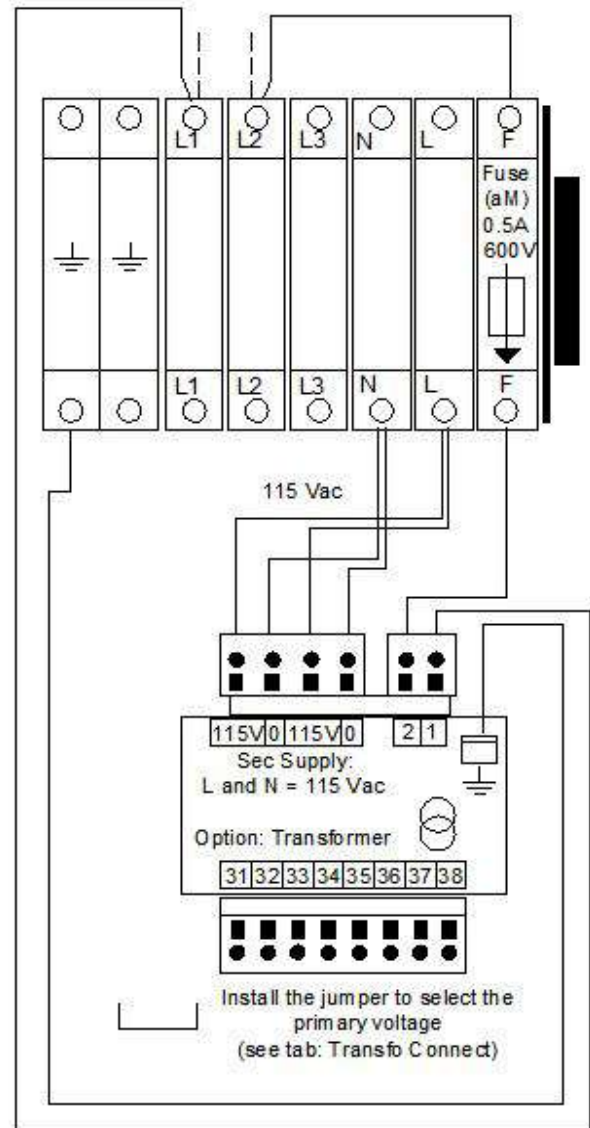 L1 L2 L3 N L F
Fuse
(aM)
0.5A
600V
L1 L2 L3 N L F
115 Vac
115V 0 115V 0 2 1
Sec Supply:
L and N = 115 Vac
Option: Transformer
31 32 33 34 35 36 37 38
Install the jumper to select the
primary voltage
(see tab: Transfo Connect)